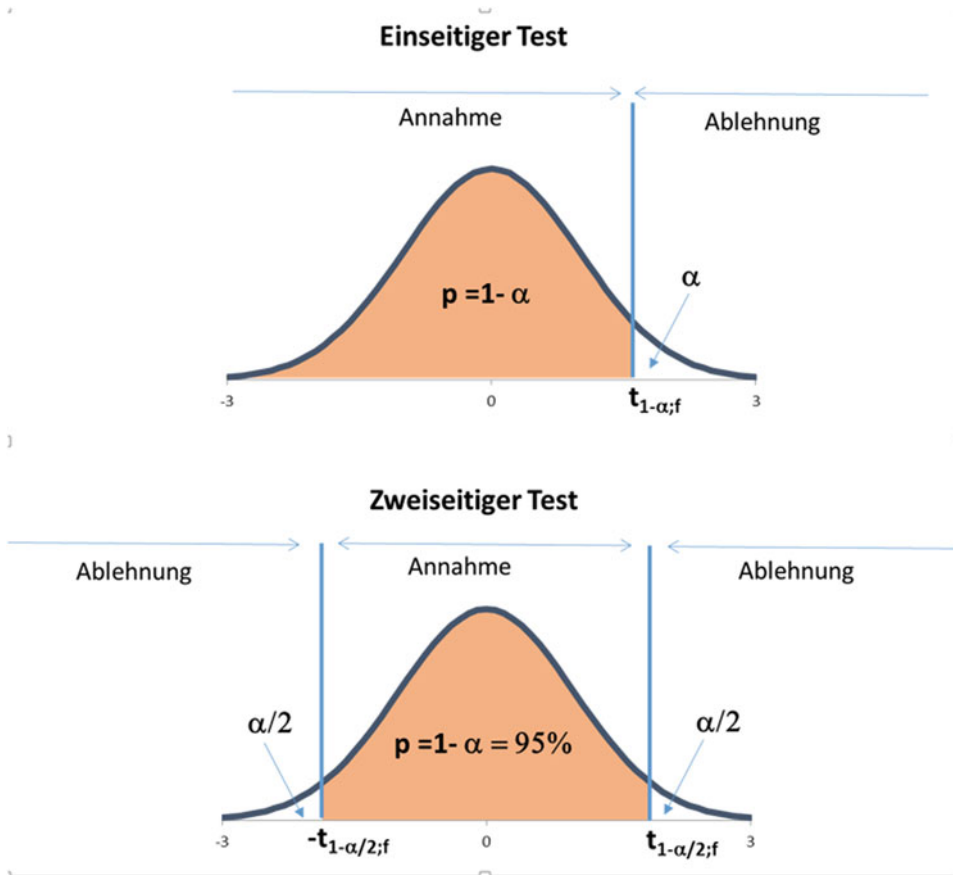 Einseitiger Test
Annahme
Ablehnung
p =1- α
α
-3
0
t1-α;f
3
Zweiseitiger Test
Ablehnung
Annahme
Ablehnung
α/2
p =1- α = 95%
α/2
-3
-t1-α/2;f
0
t1-α/2;f
3